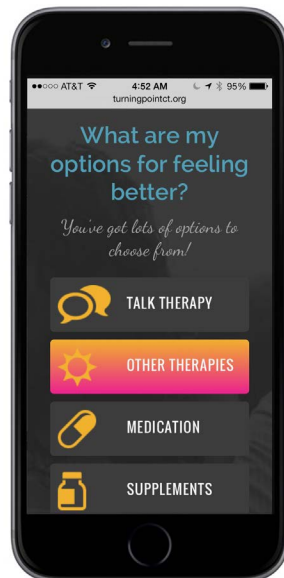 AT&T 4:52 AM 95%
turningpointct.org
What are my
options for feeling
better?
You've got lots of options to
choose from!
TALK THERAPY
OTHER THERAPIES
MEDICATION
SUPPLEMENTS